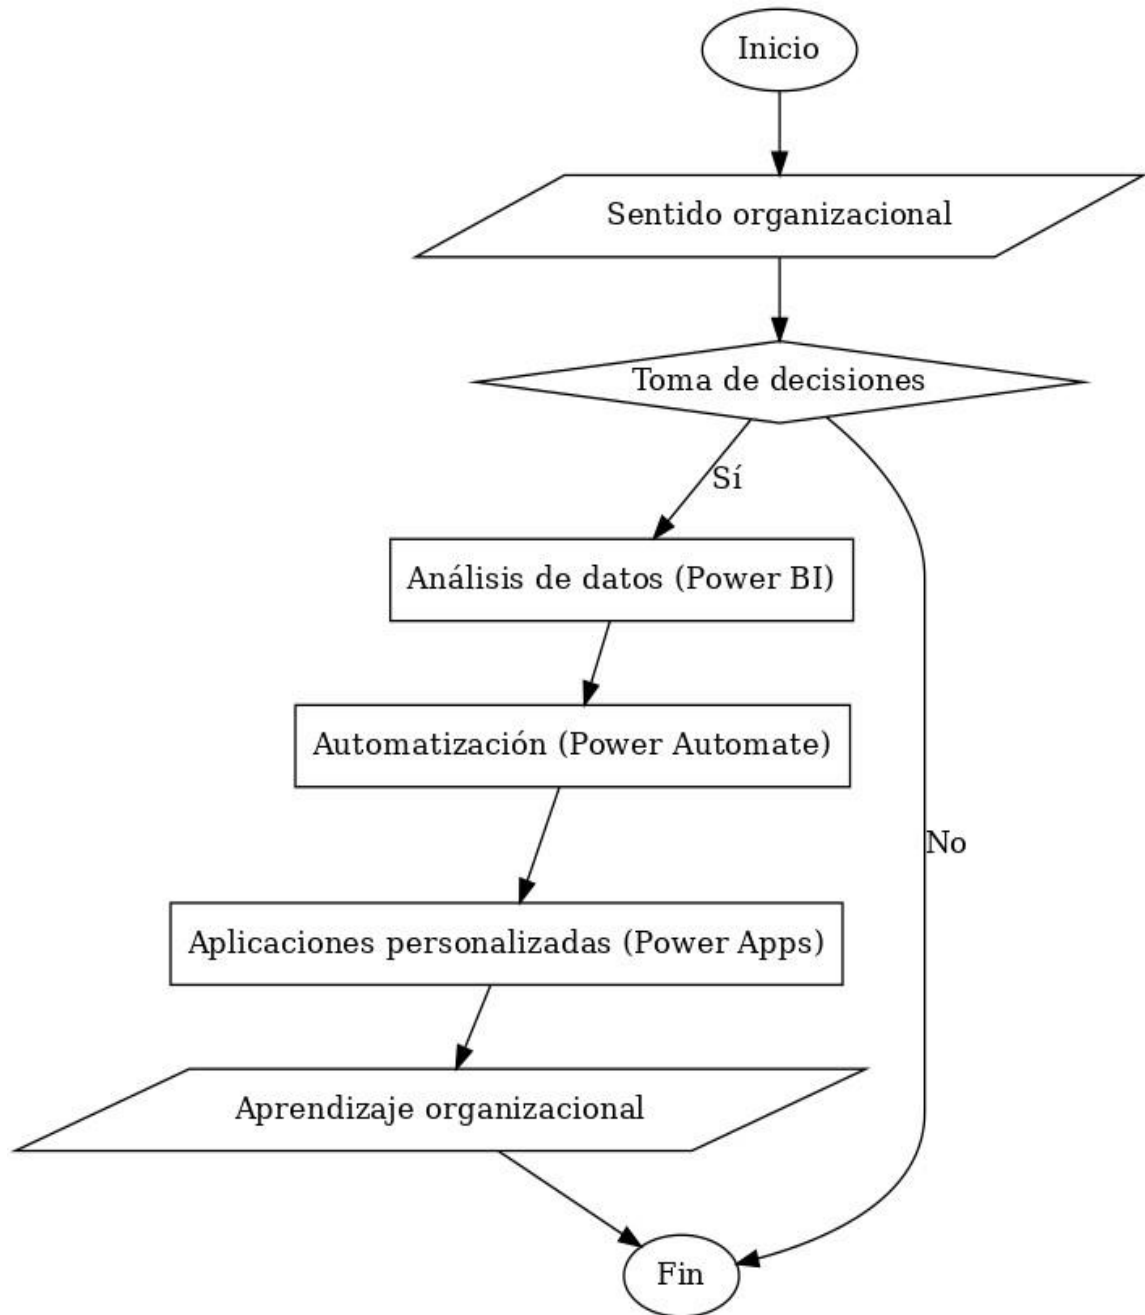 Inicio
Sentido organizacional
Toma de decisiones
Sí
Análisis de datos (Power BI)
Automatización (Power Automate)
No
Aplicaciones personalizadas (Power Apps)
Aprendizaje organizacional
Fin